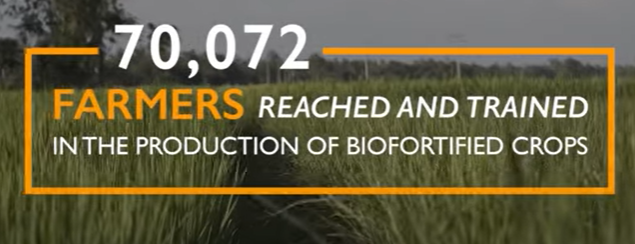 70,072
FARMERS REACHED AND TRAINED
IN THE PRODUCTION OF BIOFORTIFIED CROPS